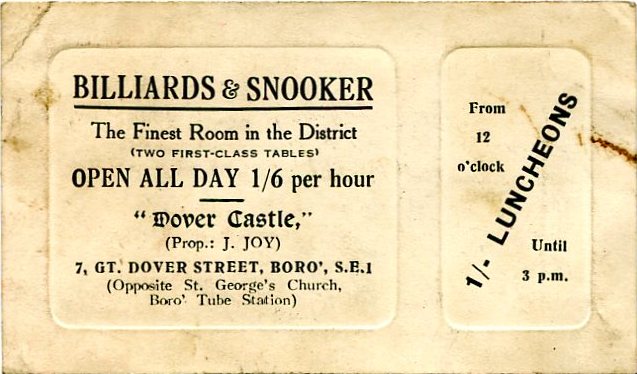 BILLIARDS & SNOOKER
The Finest Room in the District
(TWO FIRST-CLASS TABLES)
OPEN ALL DAY 1/6 per hour
"Dover Castle,"
(Prop.: J. JOY)
7, GT. DOVER STREET, BORO', S.E.1
(Opposite St. George's Church,
Boro' Tube Station)
From
12
o'clock
1/- LUNCHEONS
Until
3 p.m.